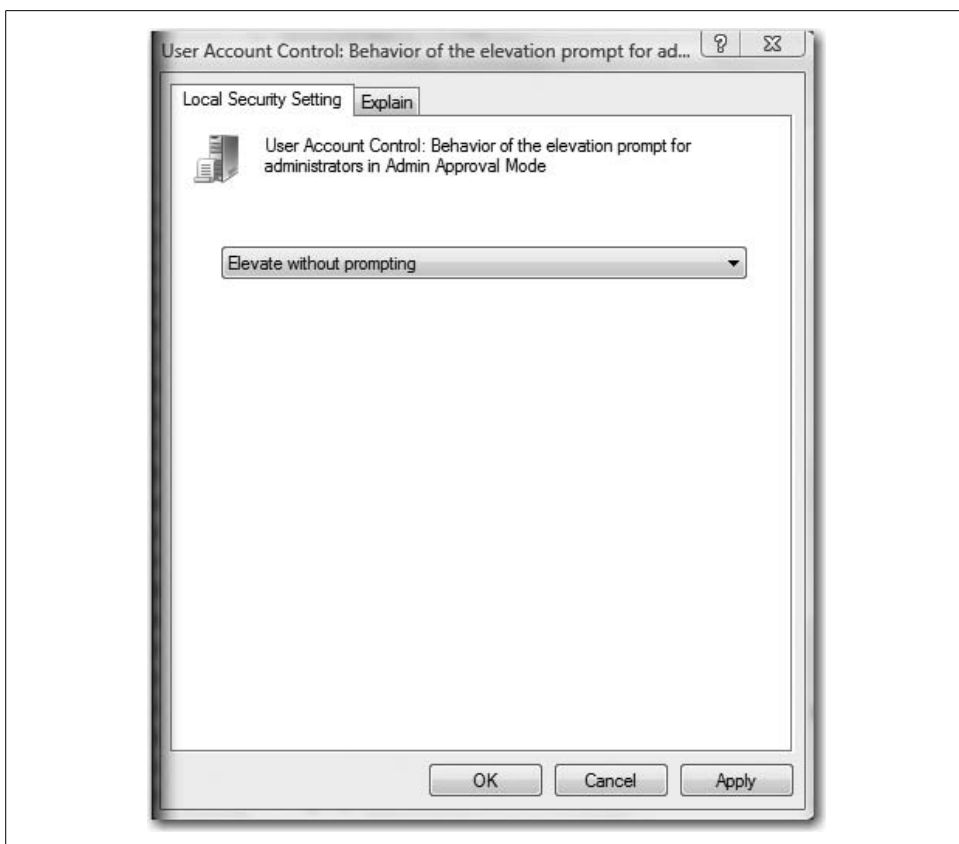 User Account Control: Behavior of the elevation prompt for ad...
Local Security Setting
Explain
User Account Control: Behavior of the elevation prompt for
administrators in Admin Approval Mode
Elevate without prompting
OK
Cancel
Apply